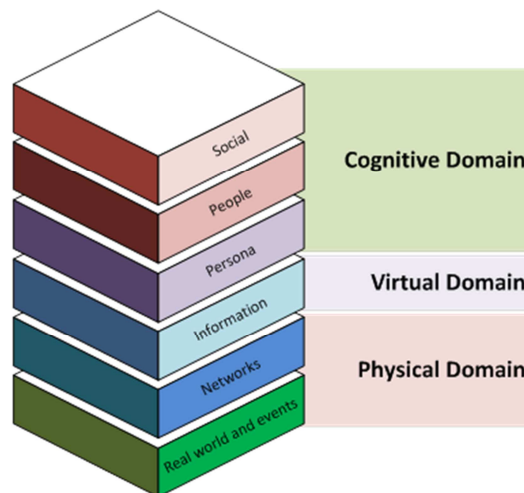 Social
People
Persona
Information
Networks
Real world and events
Cognitive Domain
Virtual Domain
Physical Domain